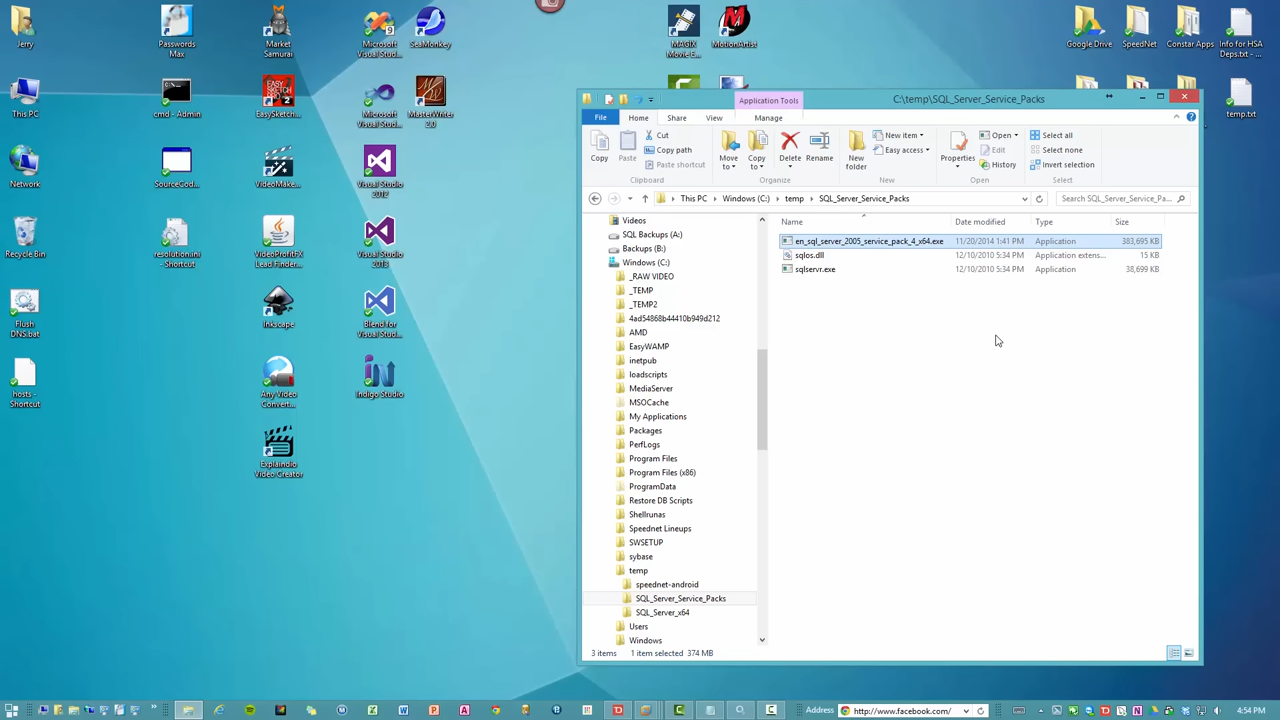 Jerry
This PC
Network
Recycle Bin
Flush
DNS.bat
hosts -
Shortcut
Passwords
Max
cmd - Admin
SourceGod...
resolution.ini
- Shortcut
Market
Samurai
EasySketch...
VideoMake...
VideoProfitFX
Lead Finder...
Inkscape
Any Video
Convert...
Explaindio
Video Creator
Microsoft
Visual Stud...
Microsoft
Visual Stud...
Visual Studio
2012
Visual Studio
2013
Blend for
Visual Stud...
Indigo Studio
SeaMonkey
MasterWriter
2.0
MAGIX
Movie E...
MotionArtist
Google Drive
SpeedNet
Constar Apps
Info for HSA
Deps.txt -...
temp.txt
Application Tools
C:\temp\SQL_Server_Service_Packs
File Home Share View Manage
Copy
Paste
Cut
Copy path
Paste shortcut
Clipboard
Move
to
Copy
to
Delete
Rename
Organize
New
folder
New item
Easy access
New
Properties
Open
Edit
History
Open
Select all
Select none
Invert selection
Select
This PC Windows (C:) temp SQL_Server_Service_Packs
Search SQL_Server_Service_Pa...
Name Date modified Type Size
en_sql_server_2005_service_pack_4_x64.exe 11/20/2014 1:41 PM Application 383,695 KB
sqlos.dll 12/10/2010 5:34 PM Application extens... 15 KB
sqlservr.exe 12/10/2010 5:34 PM Application 38,699 KB
Videos
SQL Backups (A:)
Backups (B:)
Windows (C:)
_RAW VIDEO
_TEMP
_TEMP2
4ad54868b44410b949d212
AMD
EasyWAMP
inetpub
loadscripts
MediaServer
MSOCache
My Applications
Packages
PerfLogs
Program Files
Program Files (x86)
ProgramData
Restore DB Scripts
Shellrunas
Speednet Lineups
SWSETUP
sybase
temp
speednet-android
SQL_Server_Service_Packs
SQL_Server_x64
Users
Windows
3 items 1 item selected 374 MB
Address http://www.facebook.com/
4:54 PM